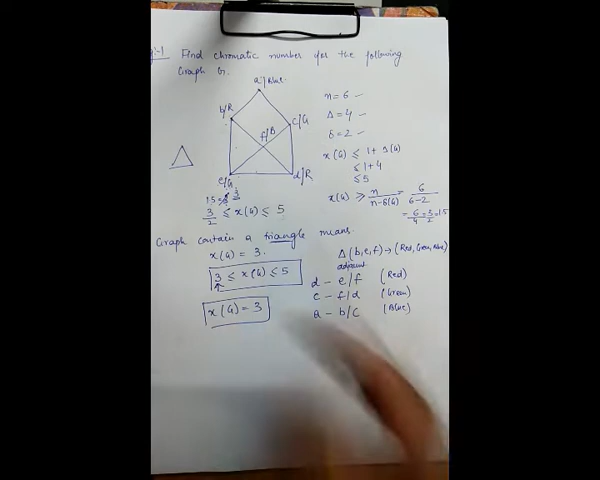 Eg:-1 Find chromatic number for the following
Graph G.
a/Blue
b/R
c/G
f/B
e/G
d/R
n = 6 -
Δ = 4 -
δ = 2 -
x(G) ≤ 1 + Δ(G)
≤ 1 + 4
≤ 5
x(G) ≥ n/(n-δ(G)) = 6/(6-2)
= 6/4 = 3/2 = 1.5
3/2 ≤ x(G) ≤ 5
Graph contain a triangle means
x(G) = 3.
3 ≤ x(G) ≤ 5
x(G) = 3
Δ(b,e,f) → (Red, Green, Blue)
adjacent
d - e/f (Red)
c - f/d (Green)
a - b/c (Blue)